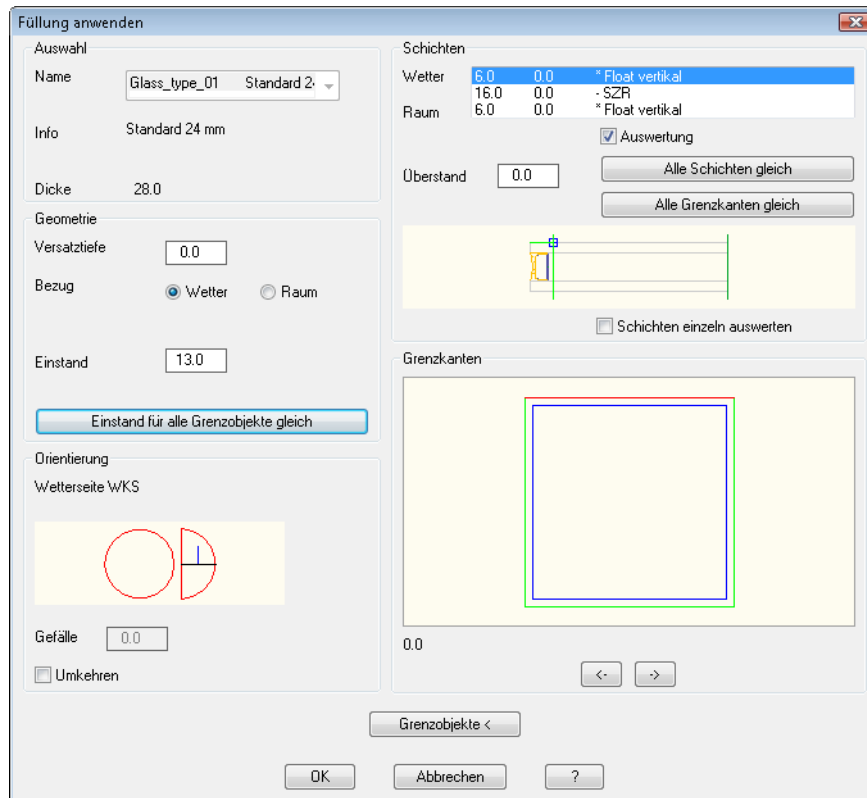 Füllung anwenden
Auswahl
Name
Glass_type_01 Standard 2
Info
Standard 24 mm
Dicke
28.0
Geometrie
Versatztiefe
0.0
Bezug
Wetter
Raum
Einstand
13.0
Einstand für alle Grenzobjekte gleich
Orientierung
Wetterseite WKS
Gefälle
0.0
Umkehren
Schichten
Wetter
6.0 0.0 * Float vertikal
16.0 0.0 - SZR
Raum
6.0 0.0 * Float vertikal
Auswertung
Überstand
0.0
Alle Schichten gleich
Alle Grenzkanten gleich
Schichten einzeln auswerten
Grenzkanten
0.0
<-
->
Grenzobjekte <
OK
Abbrechen
?